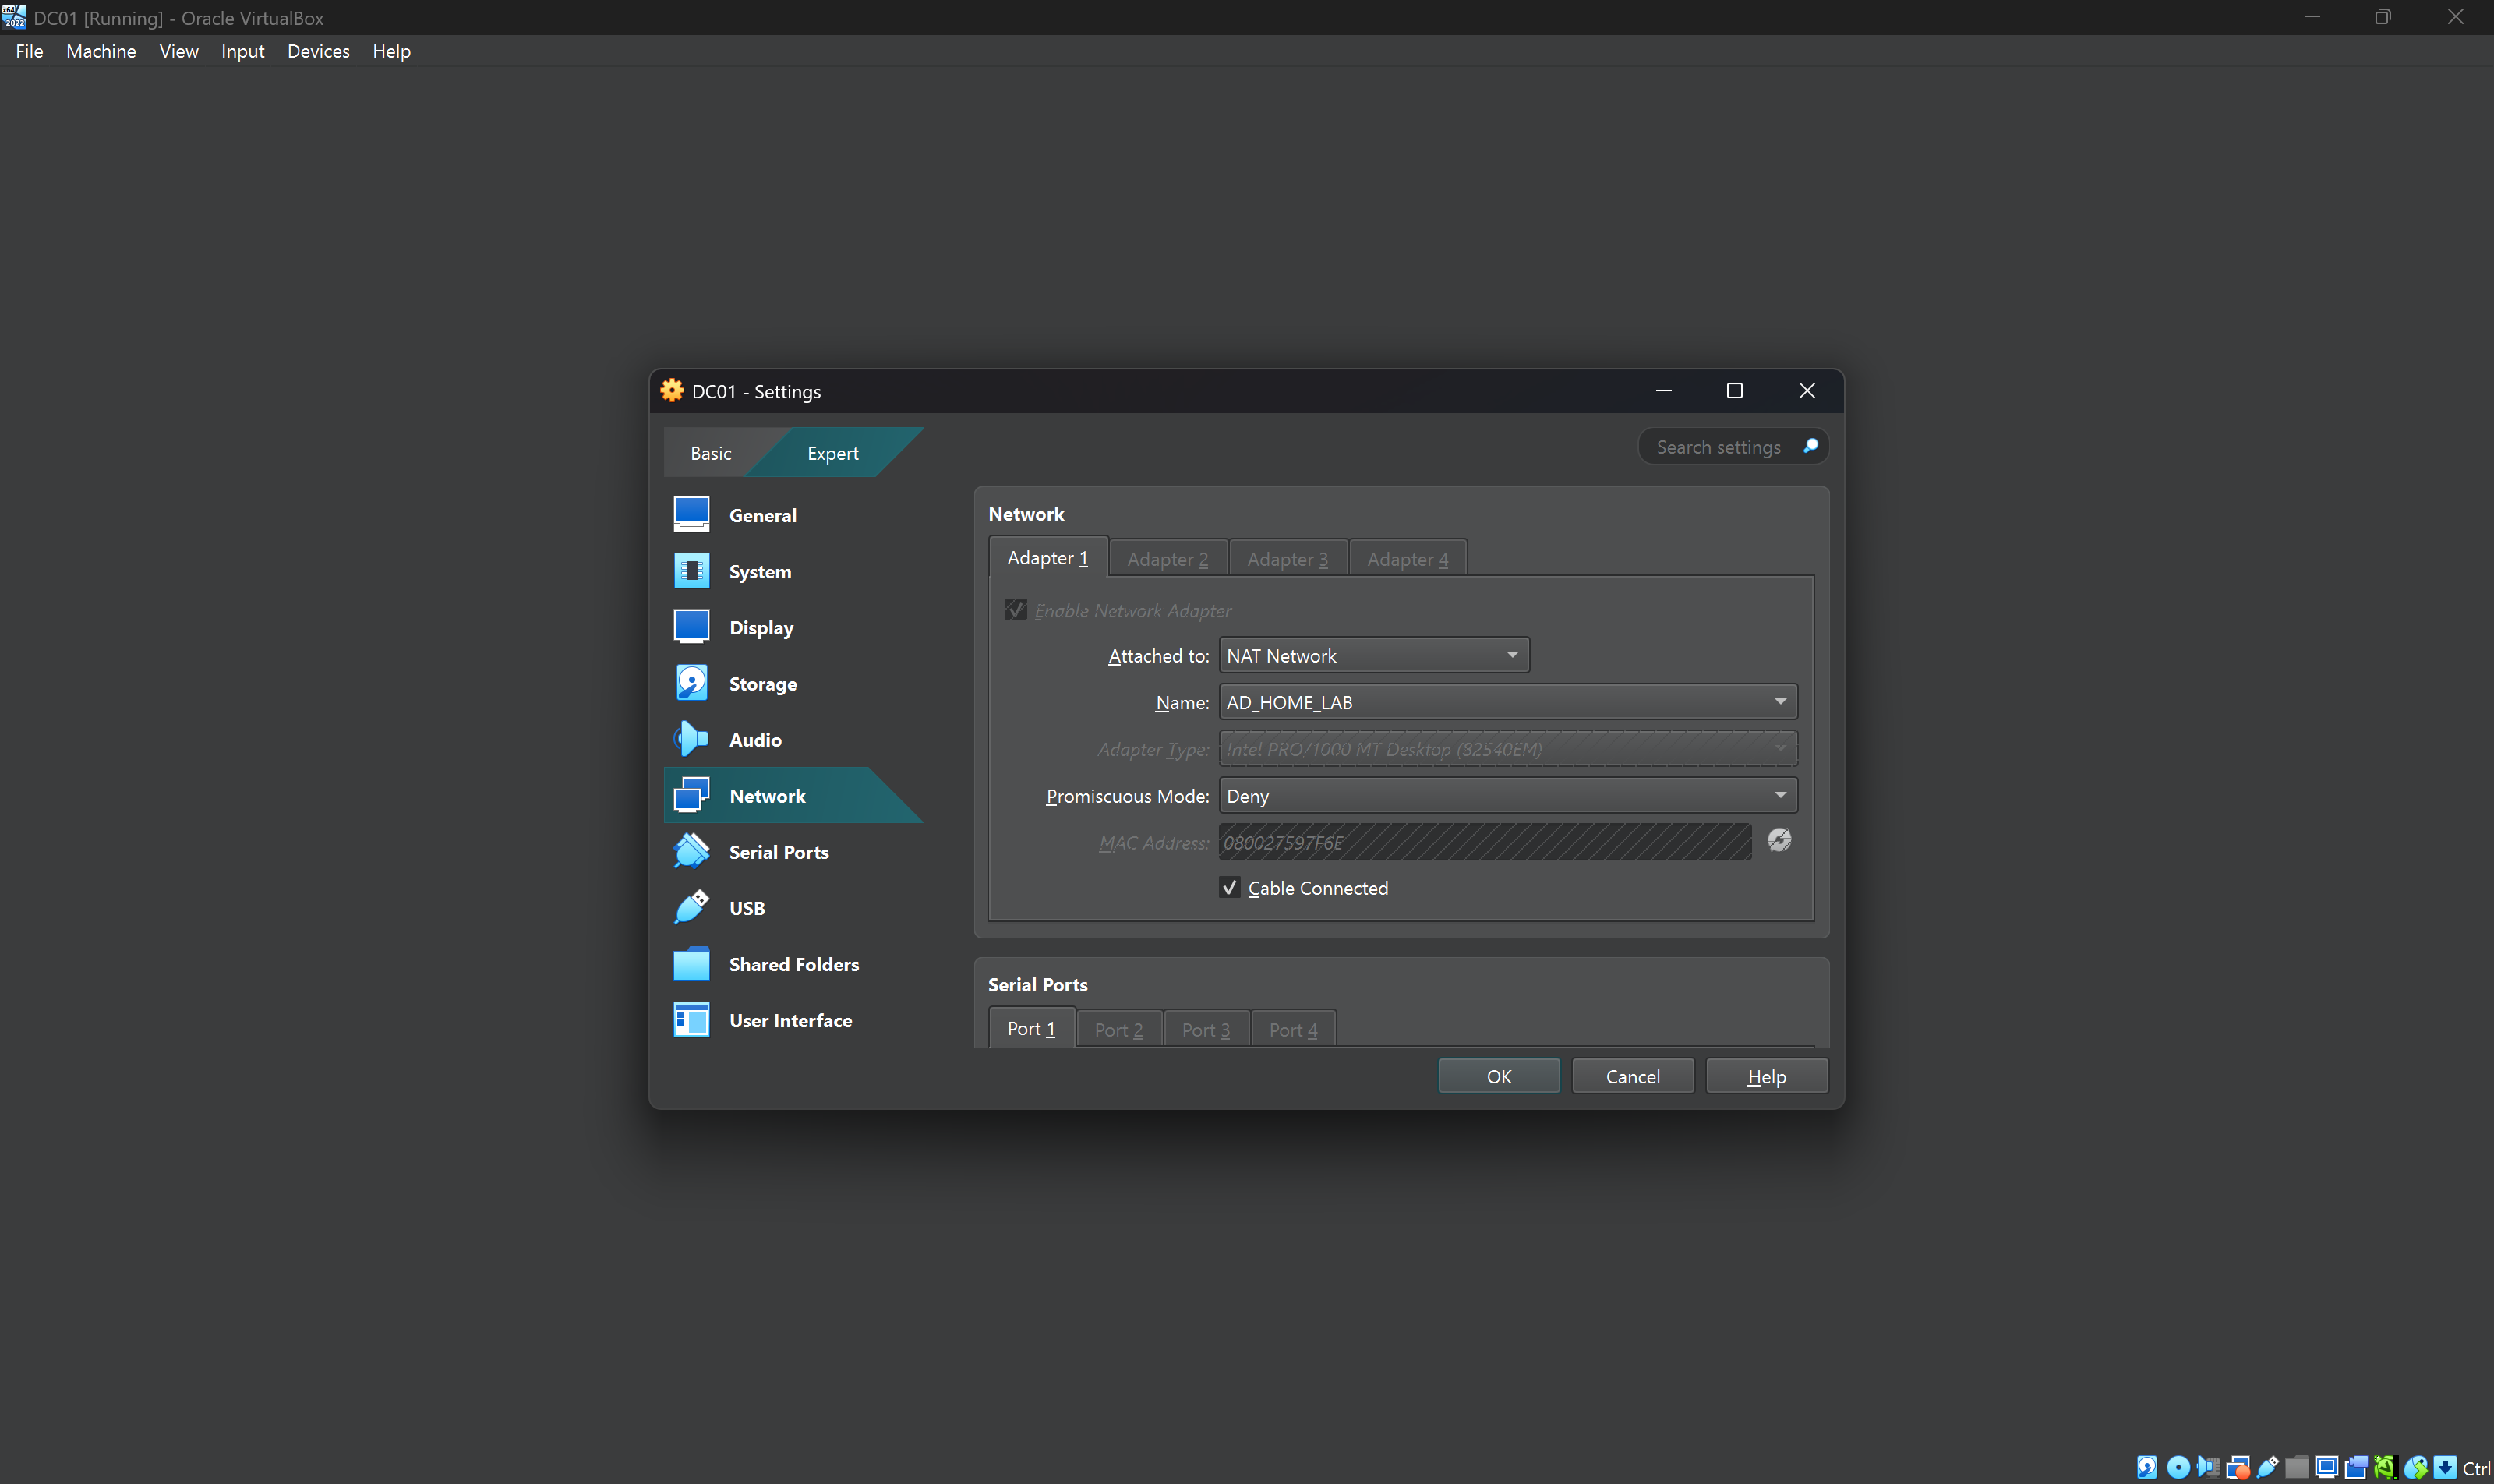 DC01 [Running] - Oracle VirtualBox
File Machine View Input Devices Help
DC01 - Settings
Basic Expert
Search settings
General
System
Display
Storage
Audio
Network
Serial Ports
USB
Shared Folders
User Interface
Network
Adapter 1 Adapter 2 Adapter 3 Adapter 4
Enable Network Adapter
Attached to: NAT Network
Name: AD_HOME_LAB
Adapter Type: Intel PRO/1000 MT Desktop (82540EM)
Promiscuous Mode: Deny
MAC Address: 080027597F6E
Cable Connected
Serial Ports
Port 1 Port 2 Port 3 Port 4
OK Cancel Help
Ctrl